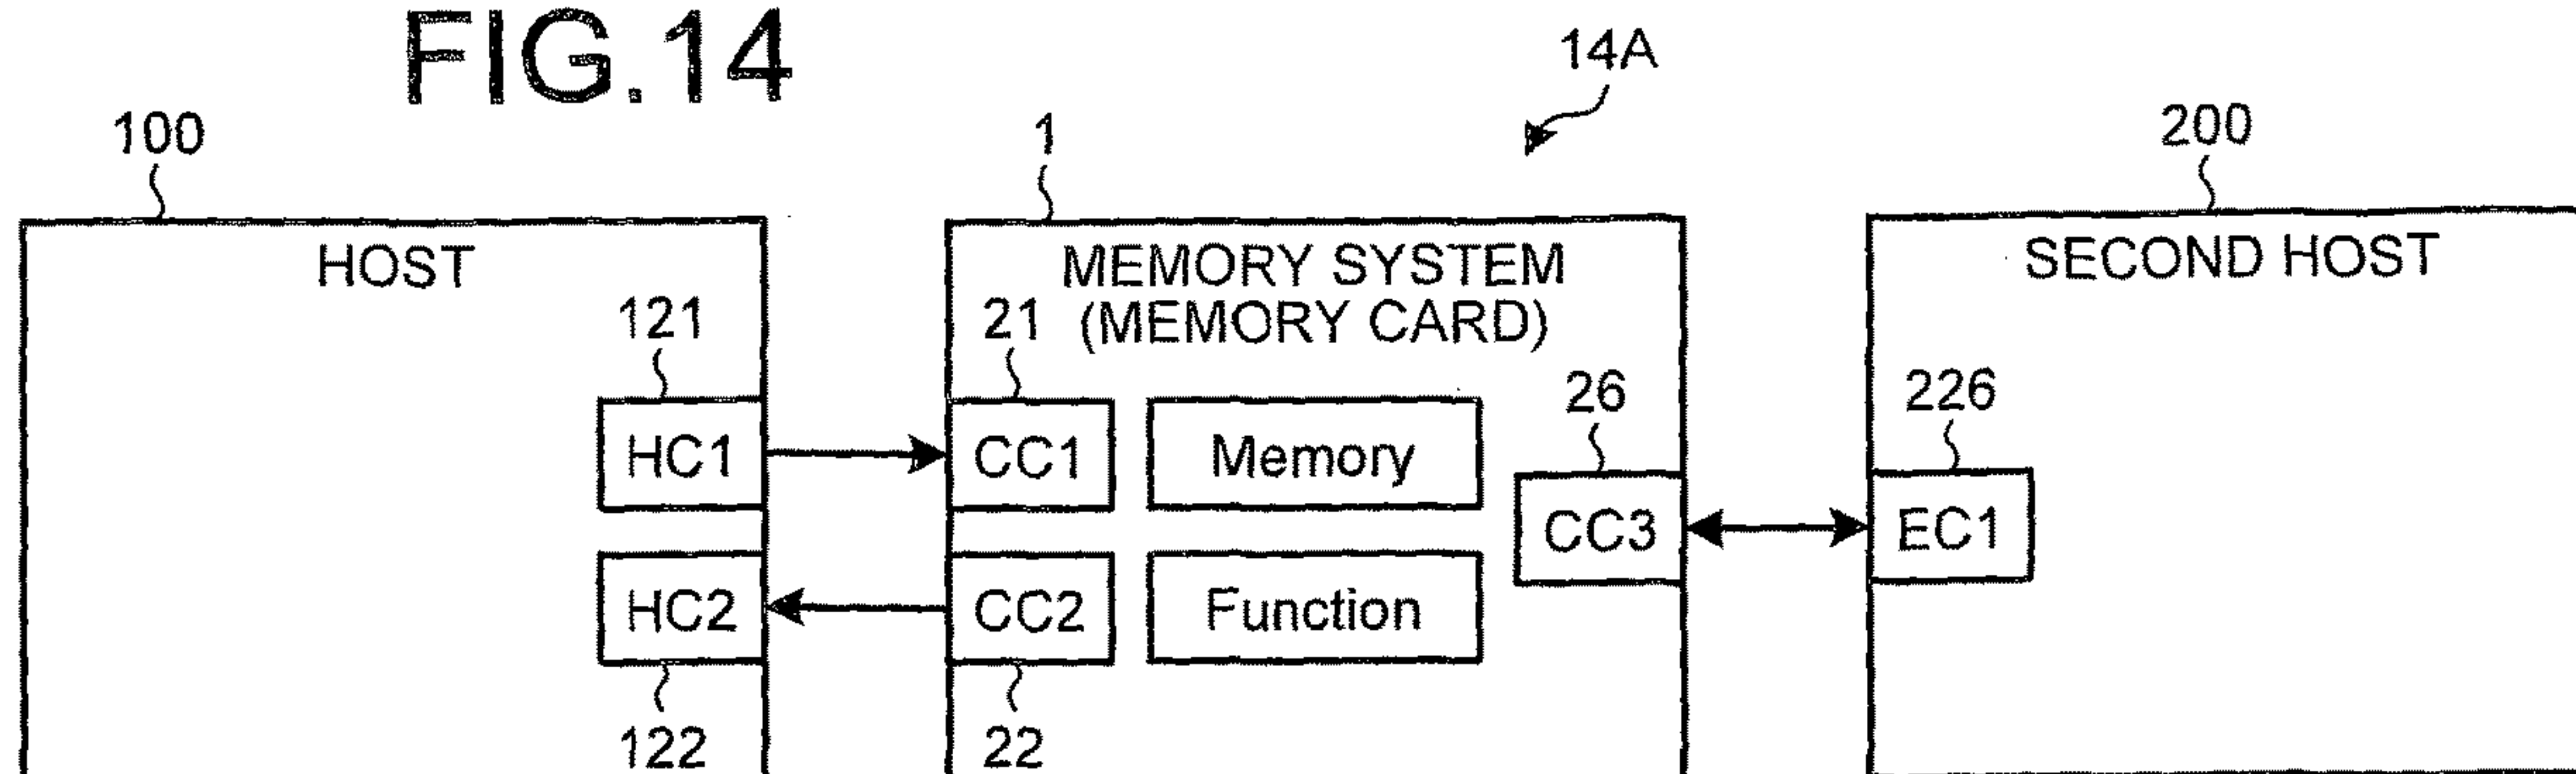 FIG.14
14A
100
1
200
HOST
MEMORY SYSTEM
(MEMORY CARD)
SECOND HOST
121
21
26
226
HC1
CC1
Memory
CC3
EC1
HC2
CC2
Function
122
22